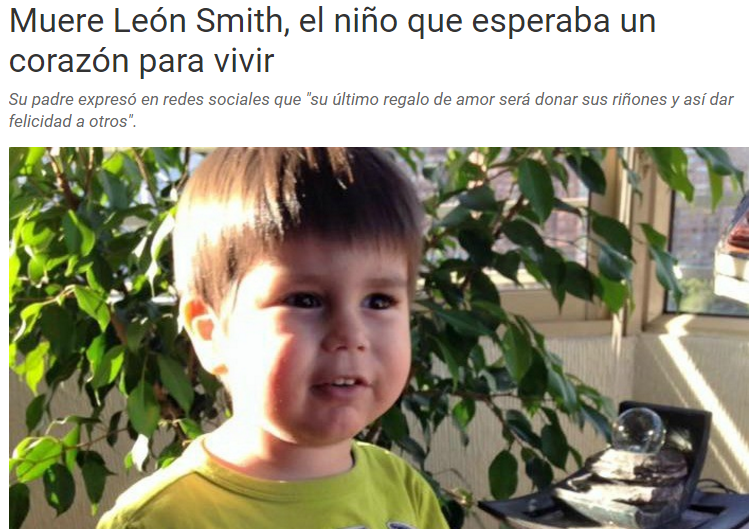 Muere León Smith, el niño que esperaba un
corazón para vivir
Su padre expresó en redes sociales que "su último regalo de amor será donar sus riñones y así dar
felicidad a otros".